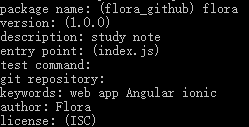 package name: (flora_github) flora
version: (1.0.0)
description: study note
entry point: (index.js)
test command:
git repository:
keywords: web app Angular ionic
author: Flora
license: (ISC)